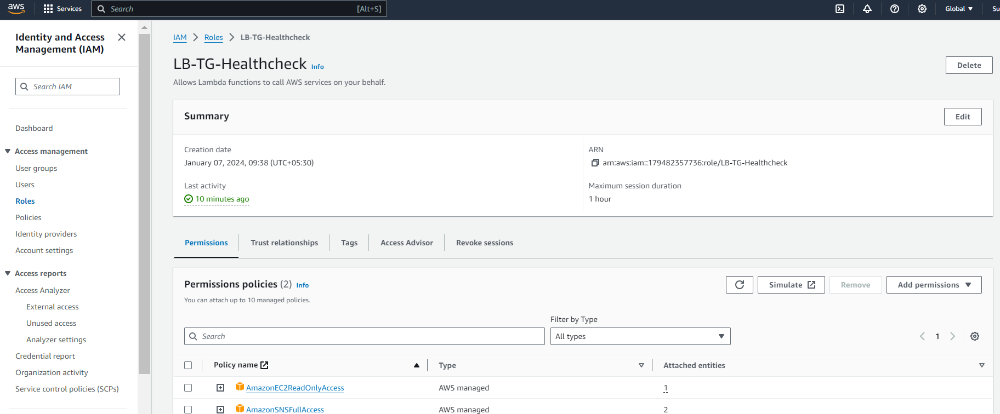 aws
Services
Search
[Alt+S]
Global
Su
Identity and Access Management (IAM)
Search IAM
Dashboard
Access management
User groups
Users
Roles
Policies
Identity providers
Account settings
Access reports
Access Analyzer
External access
Unused access
Analyzer settings
Credential report
Organization activity
Service control policies (SCPs)
IAM > Roles > LB-TG-Healthcheck
LB-TG-Healthcheck Info
Delete
Allows Lambda functions to call AWS services on your behalf.
Summary
Edit
Creation date
January 07, 2024, 09:38 (UTC+05:30)
ARN
arn:aws:iam::179482357736:role/LB-TG-Healthcheck
Last activity
10 minutes ago
Maximum session duration
1 hour
Permissions
Trust relationships
Tags
Access Advisor
Revoke sessions
Permissions policies (2) Info
Simulate
Remove
Add permissions
You can attach up to 10 managed policies.
Filter by Type
Search
All types
1
Policy name
Type
Attached entities
AmazonEC2ReadOnlyAccess
AWS managed
1
AmazonSNSFullAccess
AWS managed
2